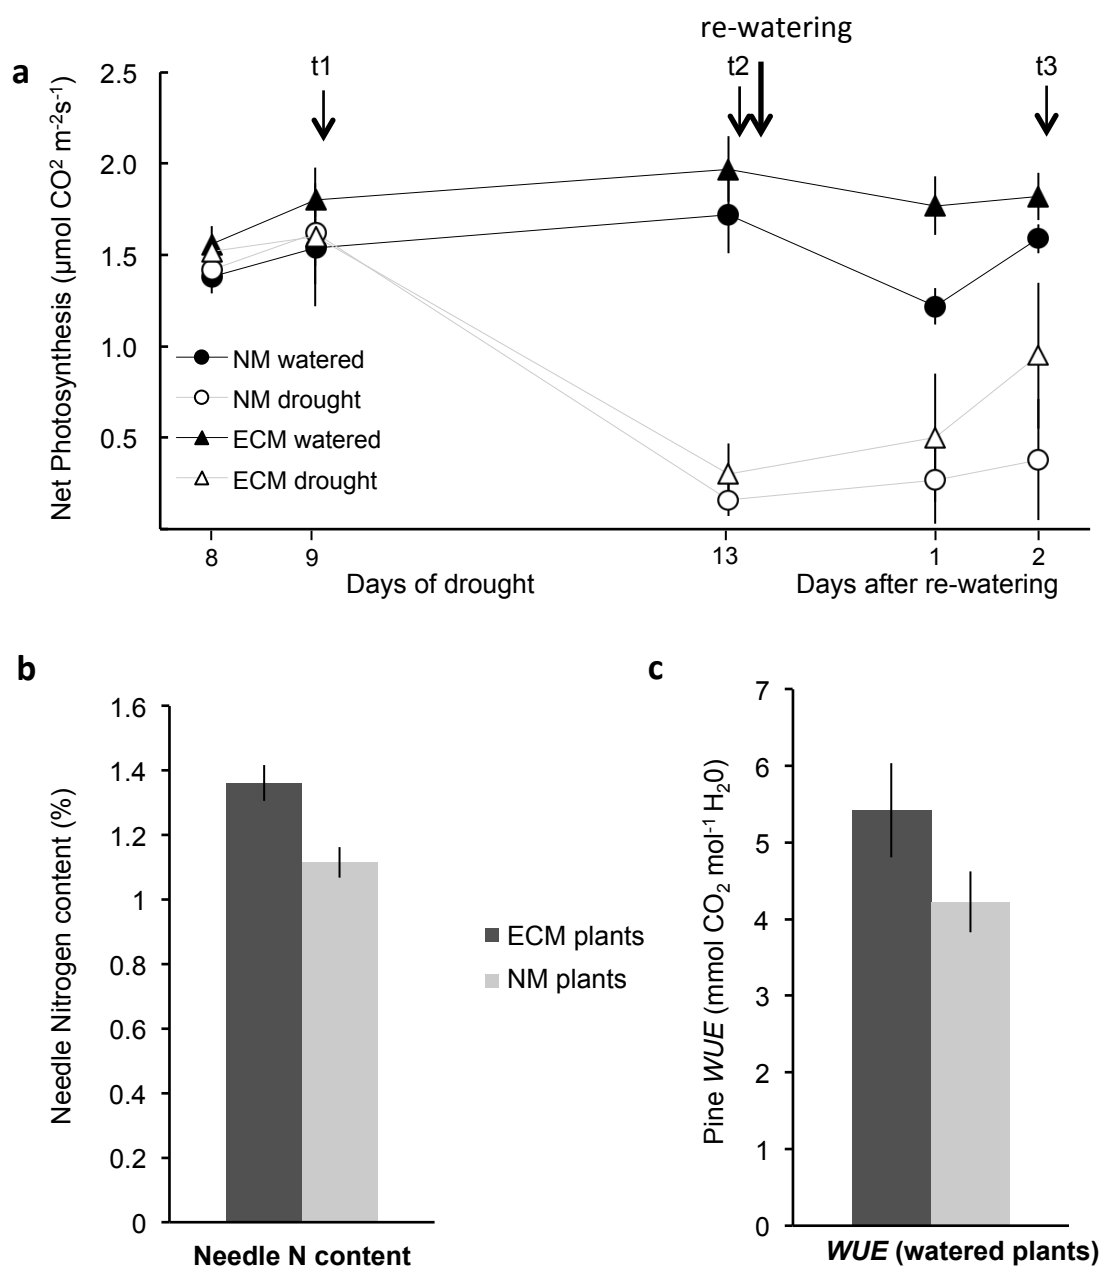 re-watering
a
t1
t2
t3
Net Photosynthesis (µmol CO² m⁻²s⁻¹)
2.5
2.0
1.5
1.0
0.5
NM watered
NM drought
ECM watered
ECM drought
8
9
13
1
2
Days of drought
Days after re-watering
b
Needle Nitrogen content (%)
1.6
1.4
1.2
1
0.8
0.6
0.4
0.2
0
Needle N content
ECM plants
NM plants
c
Pine WUE (mmol CO₂ mol⁻¹ H₂0)
7
6
5
4
3
2
1
0
WUE (watered plants)